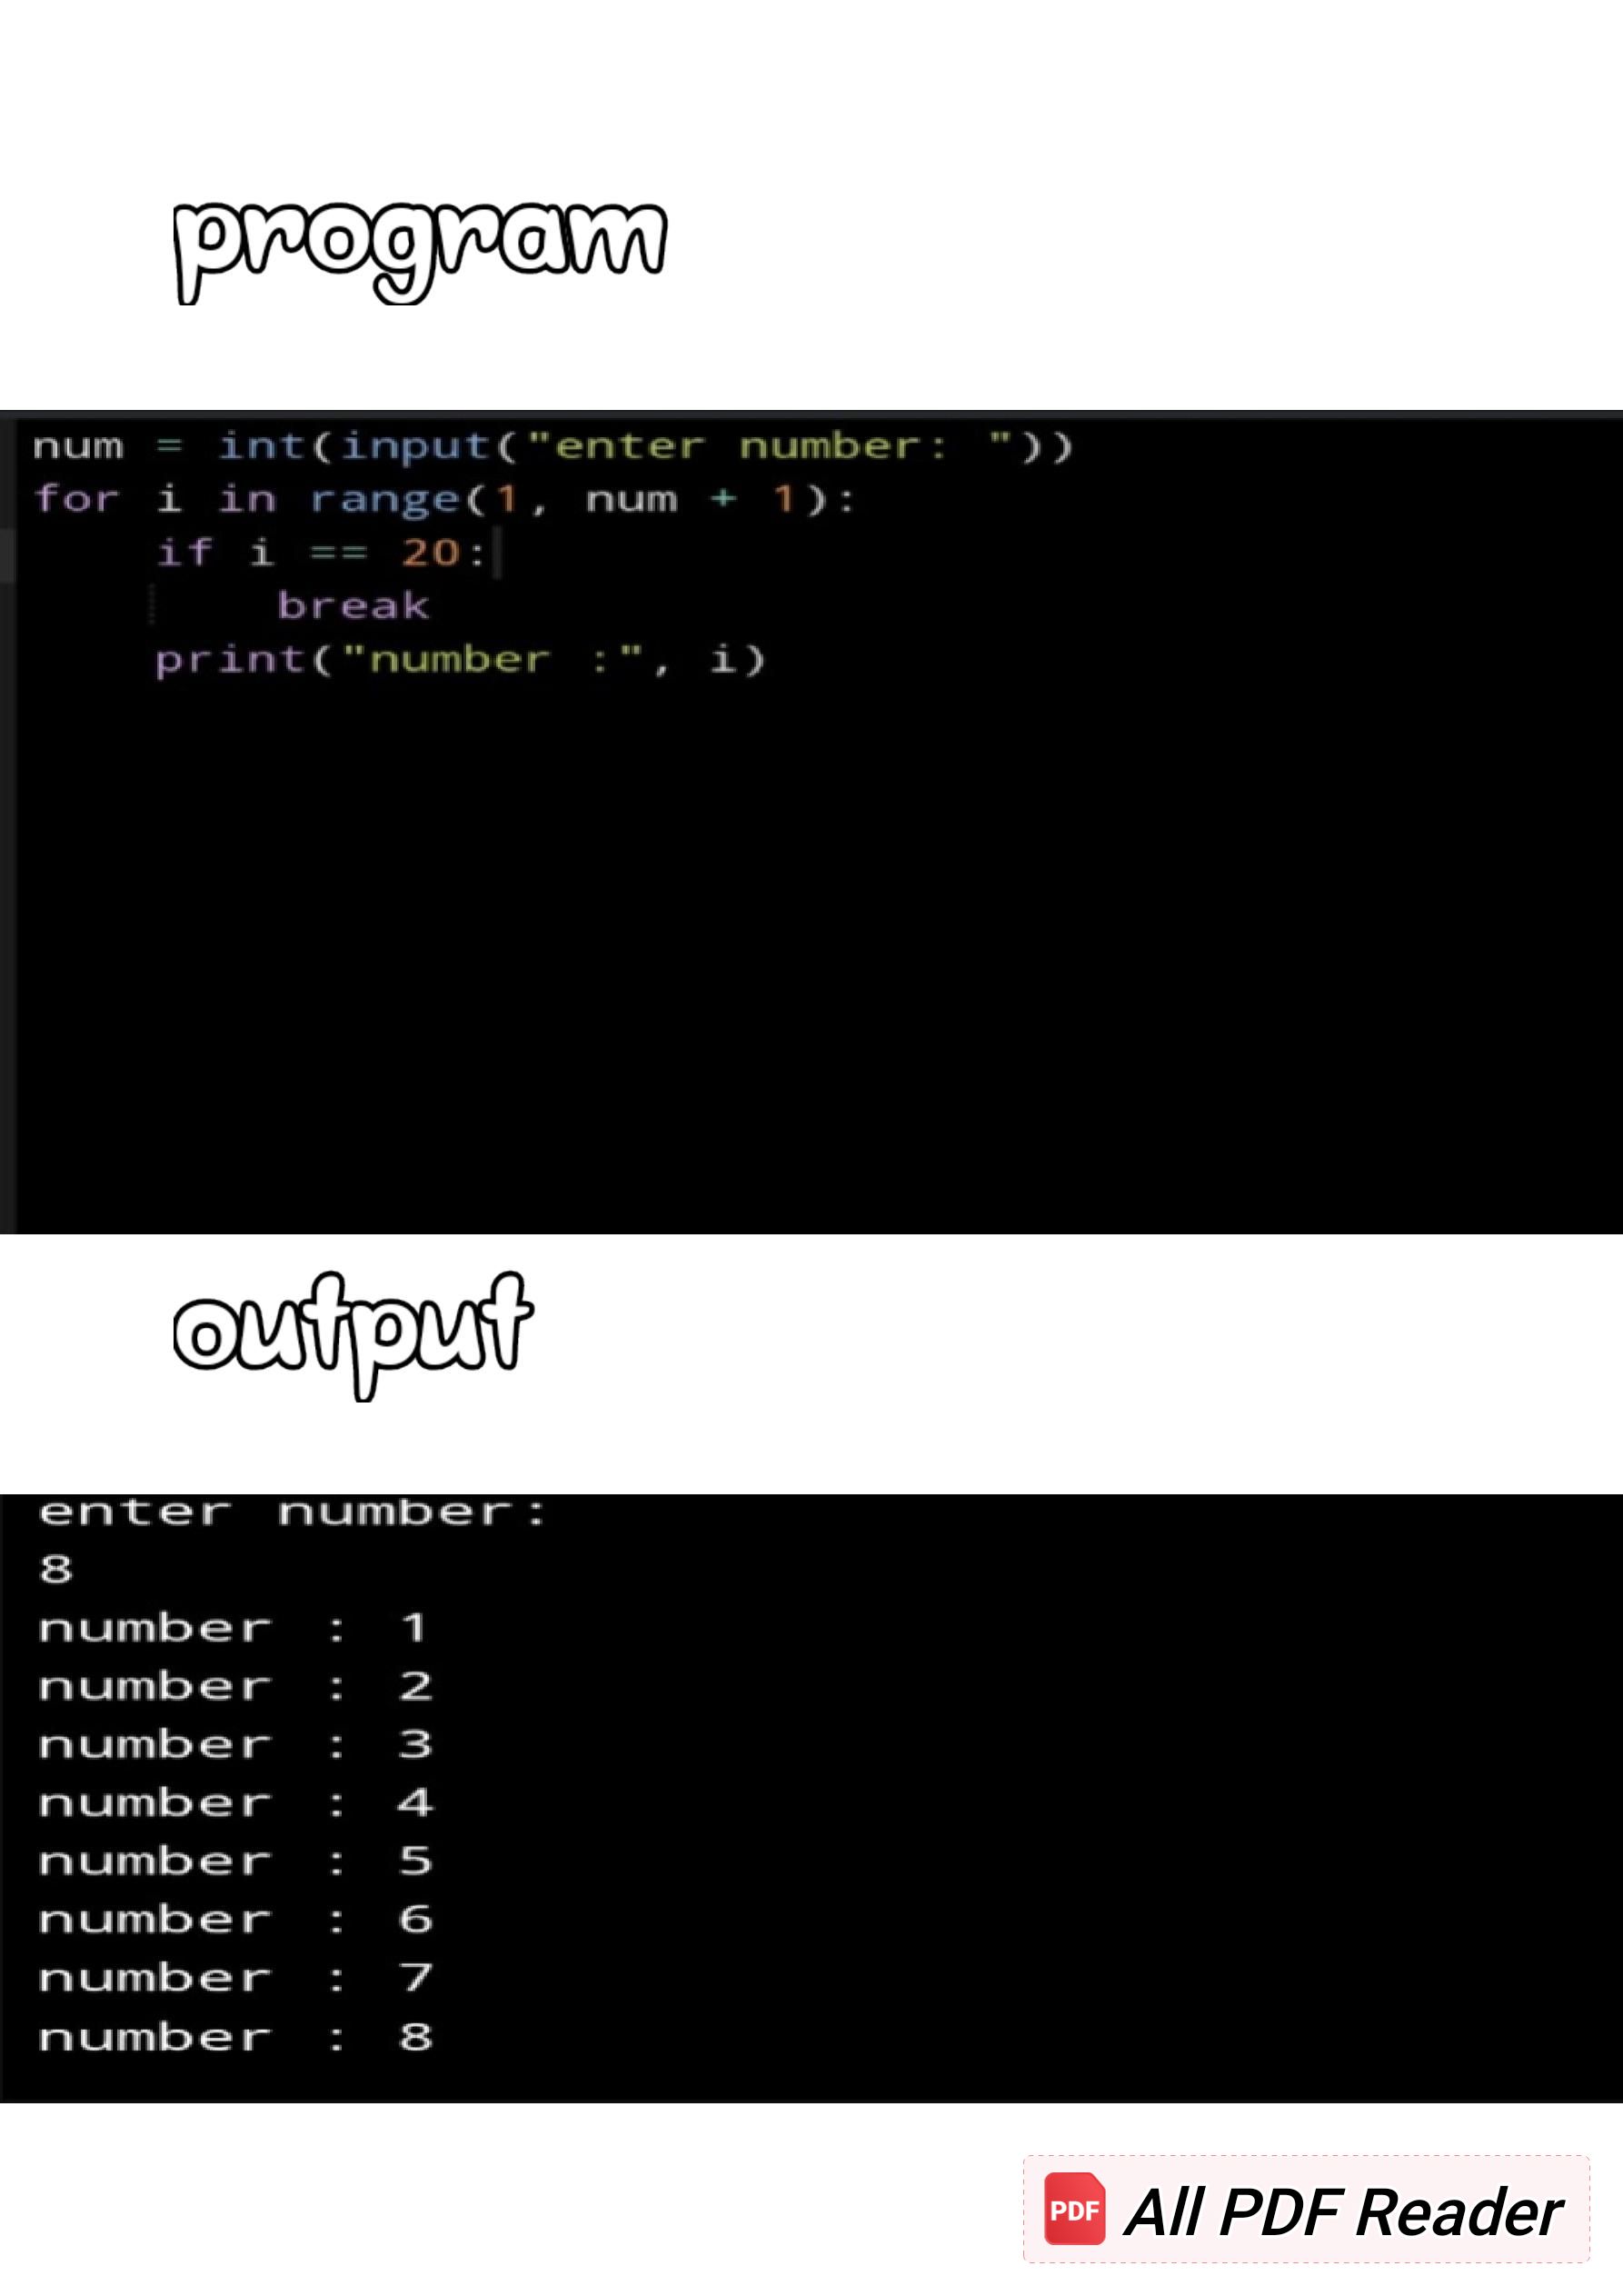 program
num = int(input("enter number: "))
for i in range(1, num + 1):
    if i == 20:
        break
    print("number :", i)
output
enter number:
8
number : 1
number : 2
number : 3
number : 4
number : 5
number : 6
number : 7
number : 8
PDF All PDF Reader